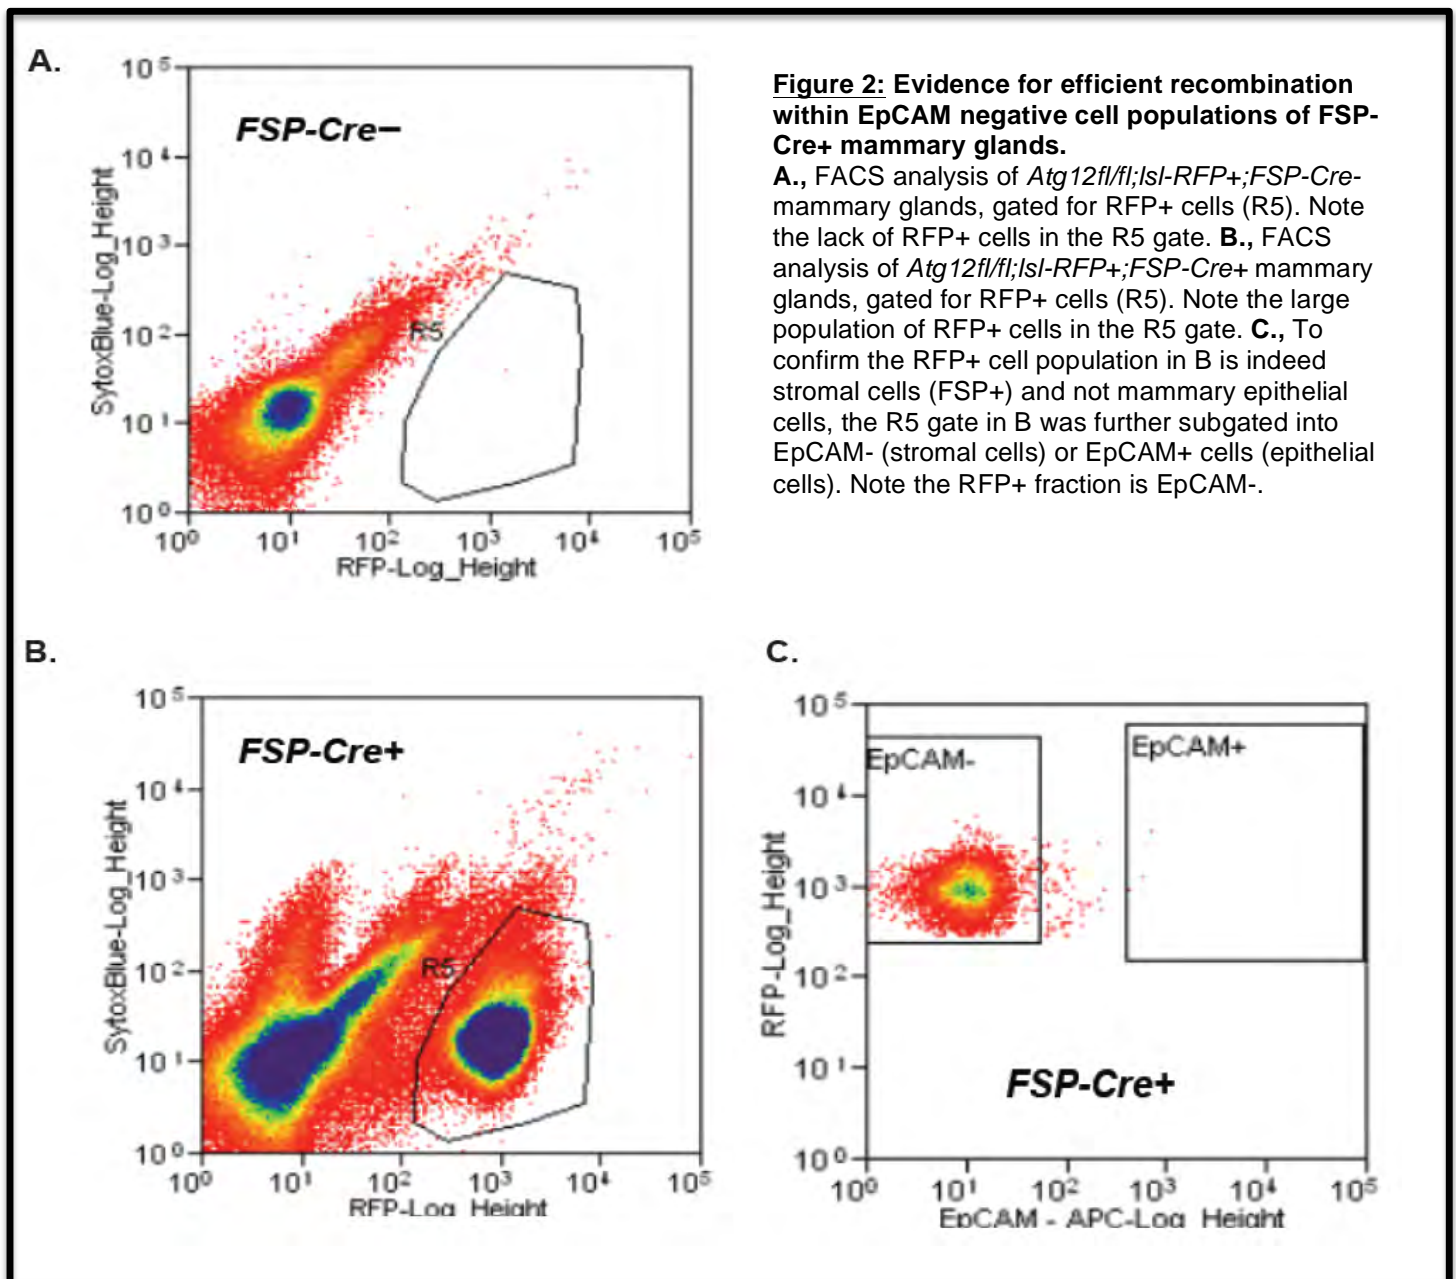 A.
10⁵
10⁴
10³
10²
10¹
10⁰
SytoxBlue-Log_Height
FSP-Cre−
R5
10⁰ 10¹ 10² 10³ 10⁴ 10⁵
RFP-Log_Height
Figure 2: Evidence for efficient recombination
within EpCAM negative cell populations of FSP-
Cre+ mammary glands.
A., FACS analysis of Atg12fl/fl;lsl-RFP+;FSP-Cre-
mammary glands, gated for RFP+ cells (R5). Note
the lack of RFP+ cells in the R5 gate. B., FACS
analysis of Atg12fl/fl;lsl-RFP+;FSP-Cre+ mammary
glands, gated for RFP+ cells (R5). Note the large
population of RFP+ cells in the R5 gate. C., To
confirm the RFP+ cell population in B is indeed
stromal cells (FSP+) and not mammary epithelial
cells, the R5 gate in B was further subgated into
EpCAM- (stromal cells) or EpCAM+ cells (epithelial
cells). Note the RFP+ fraction is EpCAM-.
B.
10⁵
10⁴
10³
10²
10¹
10⁰
SytoxBlue-Log_Height
FSP-Cre+
R5
10⁰ 10¹ 10² 10³ 10⁴ 10⁵
RFP-Log_Height
C.
10⁵
10⁴
10³
10²
10¹
10⁰
RFP-Log_Height
EpCAM-
EpCAM+
FSP-Cre+
10⁰ 10¹ 10² 10³ 10⁴ 10⁵
EpCAM - APC-Log_Height